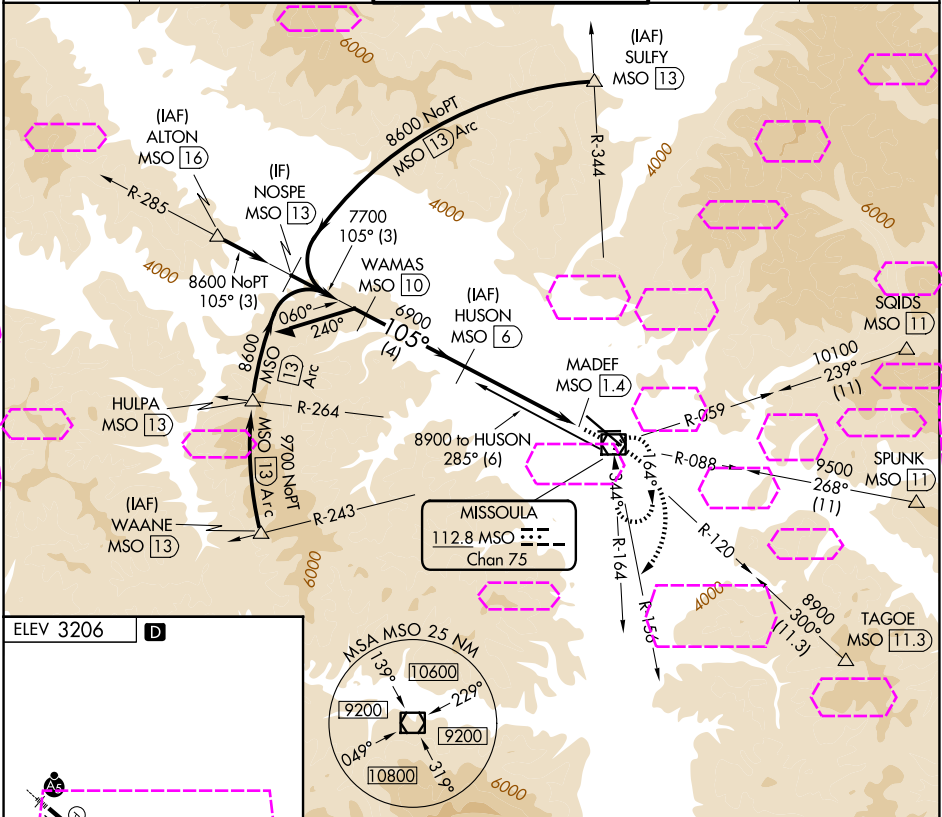 6000
(IAF)
SULFY
MSO 13
8600 NoPT
MSO 13 Arc
R-344
4000
6000
(IAF)
ALTON
MSO 16
R-285
(IF)
NOSPE
MSO 13
4000
7700
105° (3)
4000
8600 NoPT
105° (3)
WAMAS
MSO 10
060°
240°
6900
105°
(4)
(IAF)
HUSON
MSO 6
8600
MSO 13 Arc
MADEF
MSO 1.4
SQIDS
MSO 11
10100
239°
(11)
R-059
HULPA
MSO 13
R-264
8900 to HUSON
285° (6)
9700 NoPT
MSO 13 Arc
164°
344°
R-088
9500
268°
(11)
SPUNK
MSO 11
(IAF)
WAANE
MSO 13
R-243
MISSOULA
112.8 MSO
Chan 75
R-164
R-156
R-120
6000
4000
8900
300°
(11.3)
TAGOE
MSO 11.3
ELEV 3206 D
MSA MSO 25 NM
139°
10600
229°
9200
9200
049°
10800
319°
6000
A5